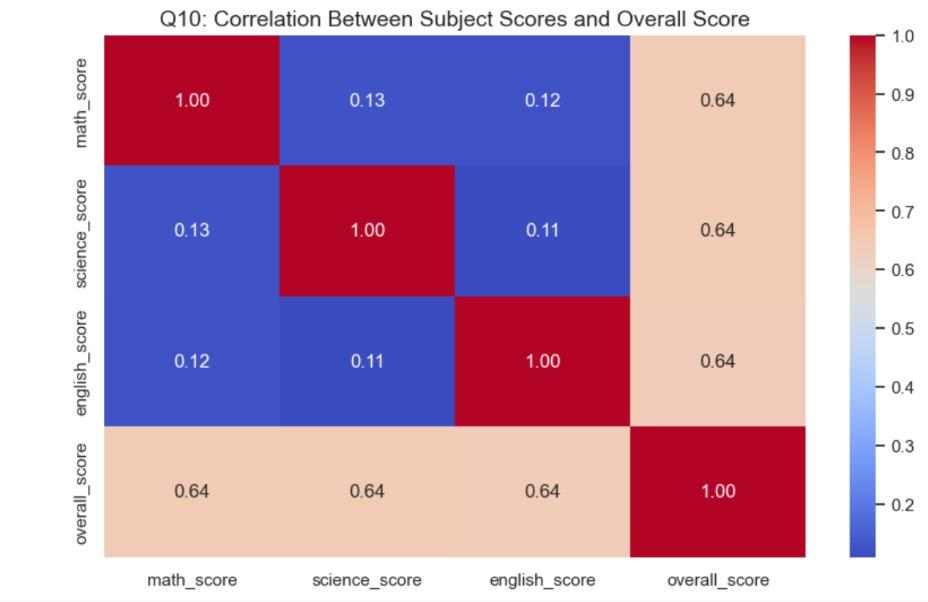 Q10: Correlation Between Subject Scores and Overall Score
math_score
1.00 0.13 0.12 0.64
science_score
0.13 1.00 0.11 0.64
english_score
0.12 0.11 1.00 0.64
overall_score
0.64 0.64 0.64 1.00
math_score science_score english_score overall_score
1.0
0.9
0.8
0.7
0.6
0.5
0.4
0.3
0.2